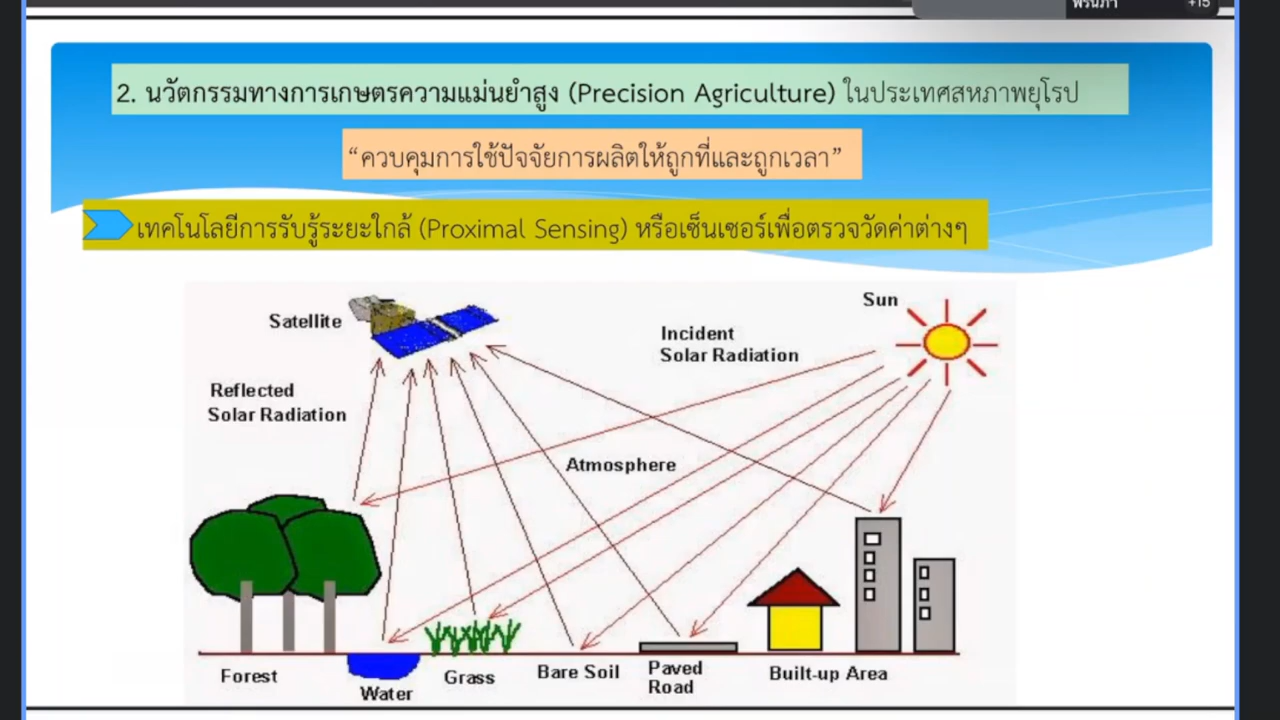 พรนภา
+15
2. นวัตกรรมทางการเกษตรความแม่นยำสูง (Precision Agriculture) ในประเทศสหภาพยุโรป
“ควบคุมการใช้ปัจจัยการผลิตให้ถูกที่และถูกเวลา”
เทคโนโลยีการรับรู้ระยะใกล้ (Proximal Sensing) หรือเซ็นเซอร์เพื่อตรวจวัดค่าต่างๆ
Sun
Satellite
Incident
Solar Radiation
Reflected
Solar Radiation
Atmosphere
Forest
Water
Grass
Bare Soil
Paved
Road
Built-up Area